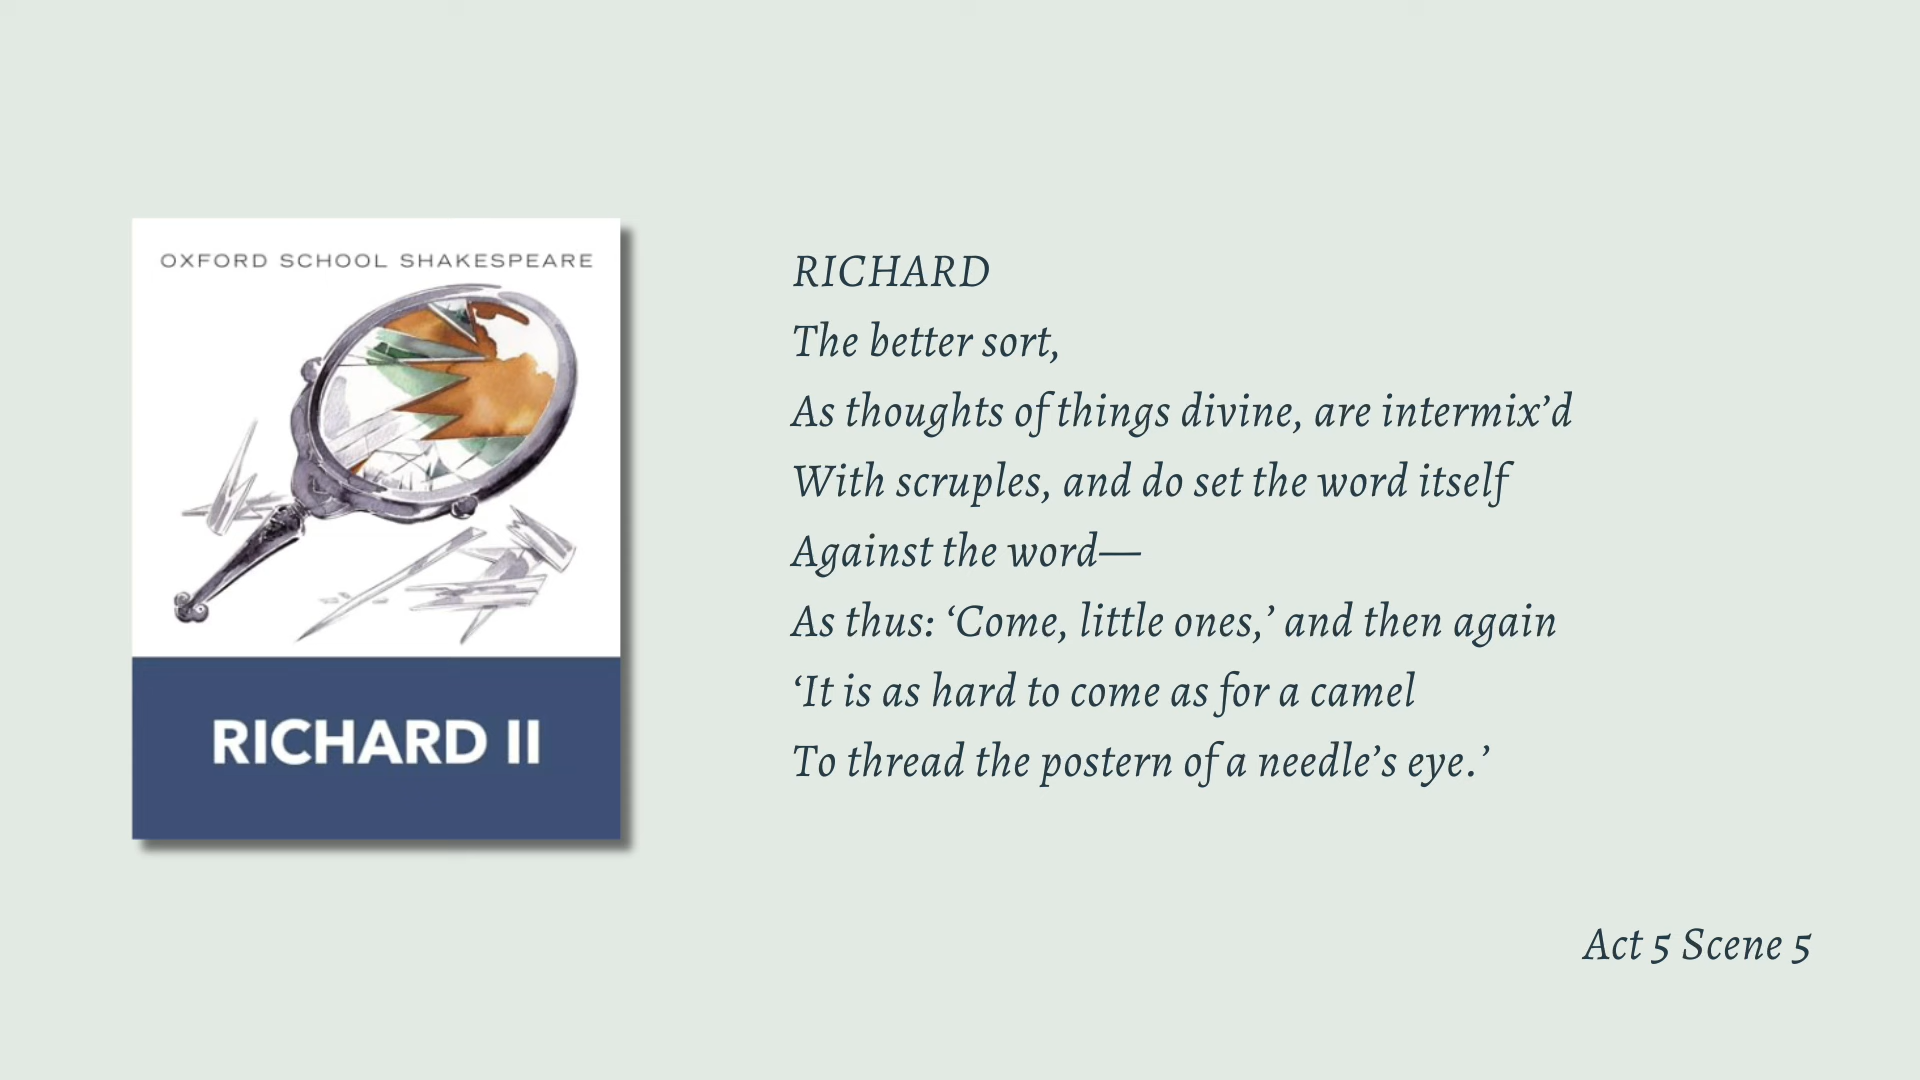 OXFORD SCHOOL SHAKESPEARE
RICHARD II
RICHARD
The better sort,
As thoughts of things divine, are intermix’d
With scruples, and do set the word itself
Against the word—
As thus: ‘Come, little ones,’ and then again
‘It is as hard to come as for a camel
To thread the postern of a needle’s eye.’
Act 5 Scene 5